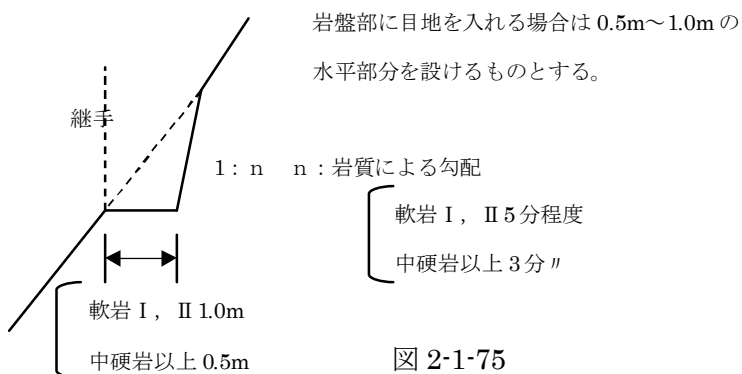 岩盤部に目地を入れる場合は 0.5m～1.0m の
水平部分を設けるものとする。
継手
1：ｎ　ｎ：岩質による勾配
軟岩Ⅰ，Ⅱ5分程度
中硬岩以上3分〃
軟岩Ⅰ，Ⅱ1.0m
中硬岩以上 0.5m
図 2-1-75